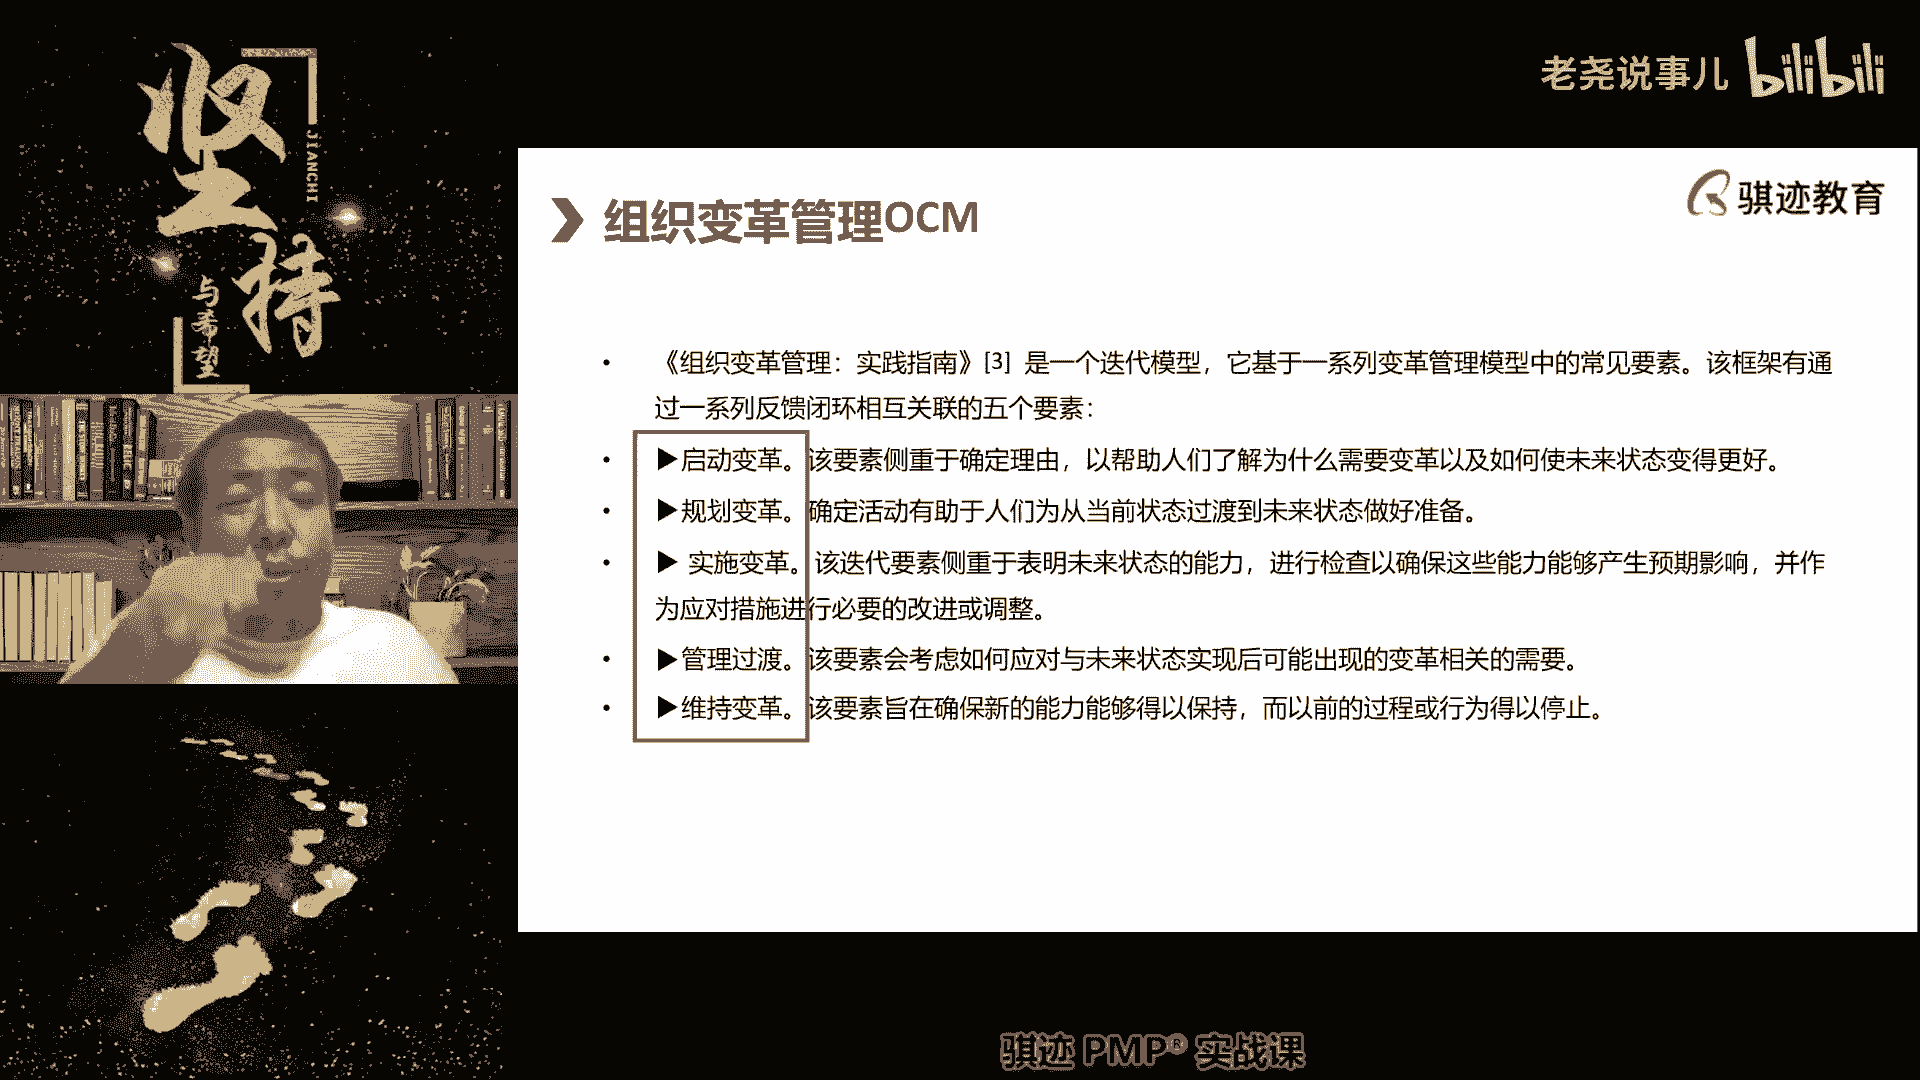 坚持
JIANCHI
与希望
老尧说事儿 bilibili
骐迹教育
组织变革管理OCM
• 《组织变革管理：实践指南》[3] 是一个迭代模型，它基于一系列变革管理模型中的常见要素。该框架有通
过一系列反馈闭环相互关联的五个要素：
• ▶启动变革。该要素侧重于确定理由，以帮助人们了解为什么需要变革以及如何使未来状态变得更好。
• ▶规划变革。确定活动有助于人们为从当前状态过渡到未来状态做好准备。
• ▶ 实施变革。该迭代要素侧重于表明未来状态的能力，进行检查以确保这些能力能够产生预期影响，并作
为应对措施进行必要的改进或调整。
• ▶管理过渡。该要素会考虑如何应对与未来状态实现后可能出现的变革相关的需要。
• ▶维持变革。该要素旨在确保新的能力能够得以保持，而以前的过程或行为得以停止。
骐迹 PMP® 实战课